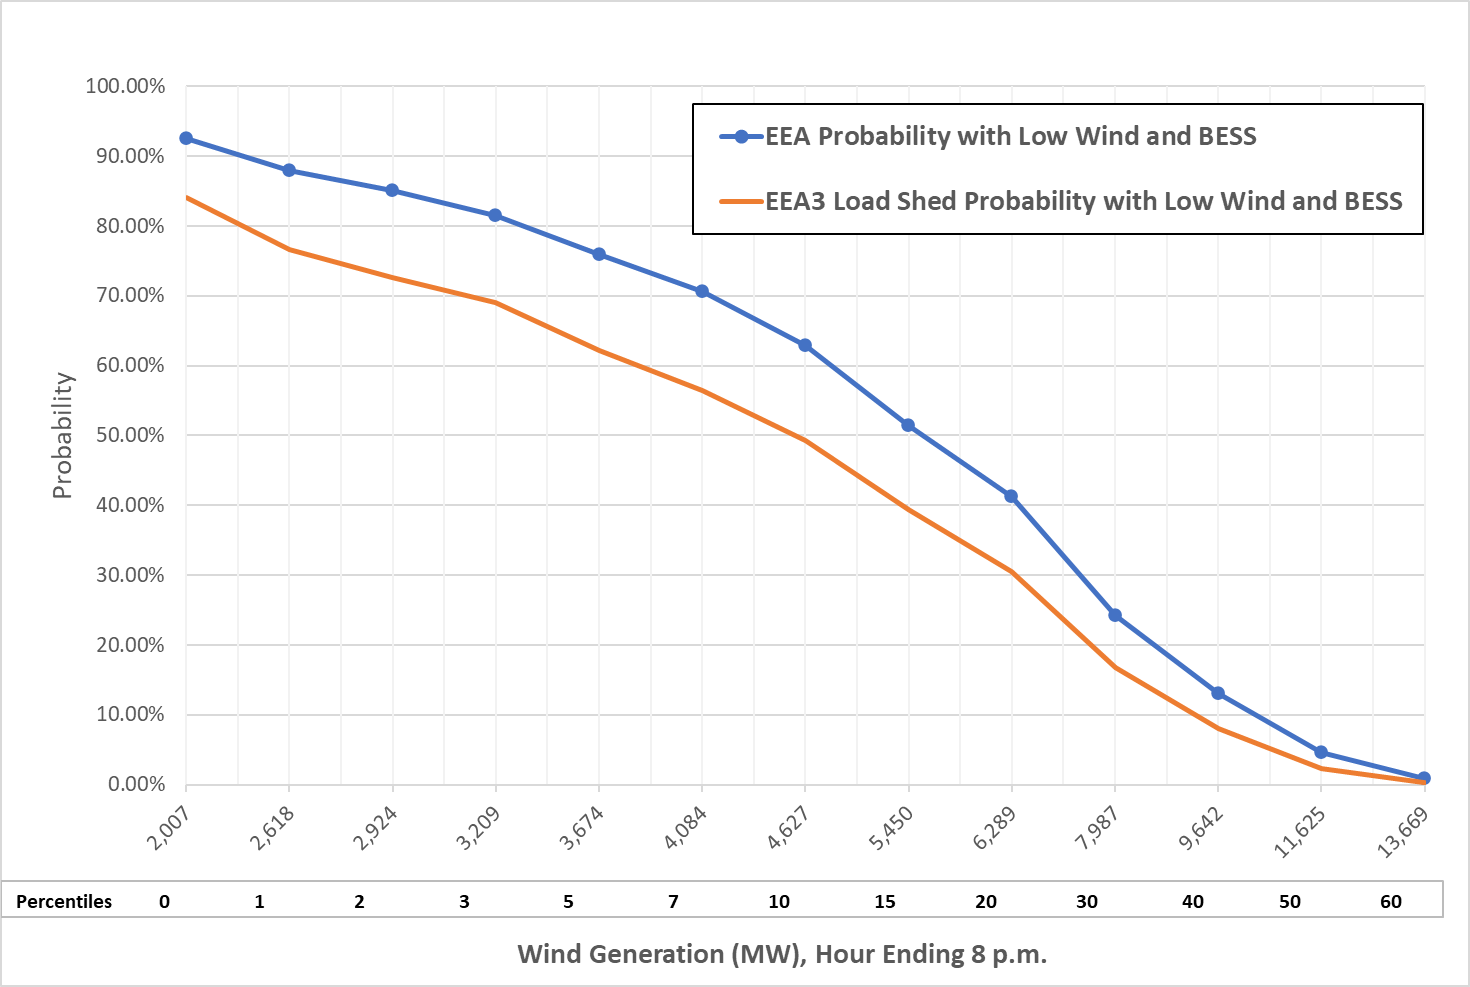 100.00%
90.00%
80.00%
70.00%
60.00%
50.00%
40.00%
30.00%
20.00%
10.00%
0.00%
Probability
EEA Probability with Low Wind and BESS
EEA3 Load Shed Probability with Low Wind and BESS
2,007 2,618 2,924 3,209 3,674 4,084 4,627 5,450 6,289 7,987 9,642 11,625 13,669
Percentiles 0 1 2 3 5 7 10 15 20 30 40 50 60
Wind Generation (MW), Hour Ending 8 p.m.